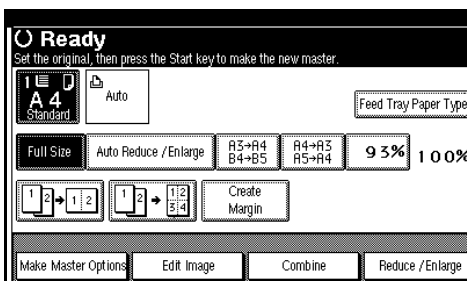 Ready
Set the original, then press the Start key to make the new master.
1
A 4
Standard
Auto
Feed Tray Paper Type
Full Size
Auto Reduce / Enlarge
A3→A4
B4→B5
A4→A3
A5→A4
93%
100%
1 2 → 1 2
1 2 → 1 2
3 4
Create
Margin
Make Master Options
Edit Image
Combine
Reduce / Enlarge